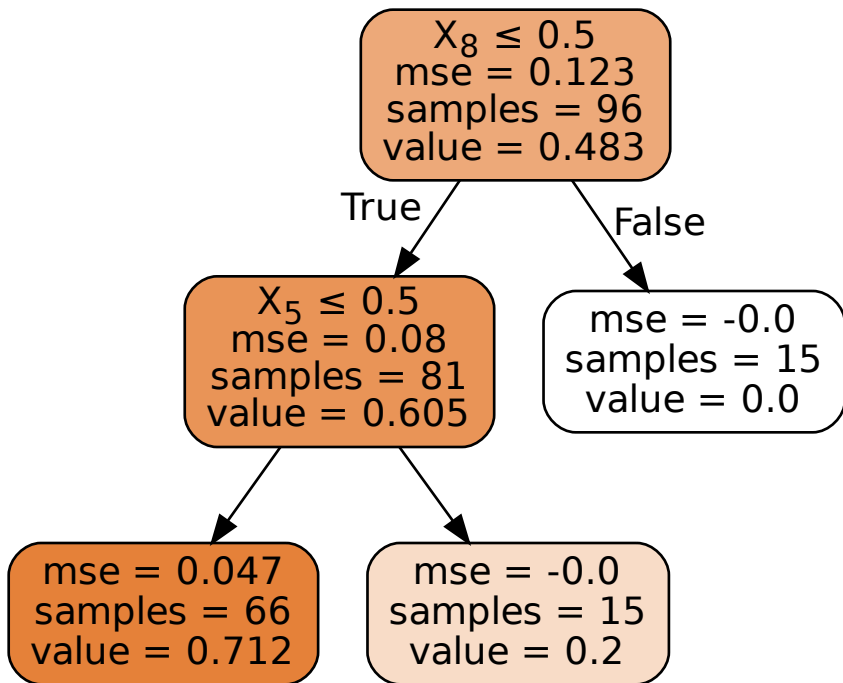 X₈ ≤ 0.5
mse = 0.123
samples = 96
value = 0.483
True
False
X₅ ≤ 0.5
mse = 0.08
samples = 81
value = 0.605
mse = -0.0
samples = 15
value = 0.0
mse = 0.047
samples = 66
value = 0.712
mse = -0.0
samples = 15
value = 0.2